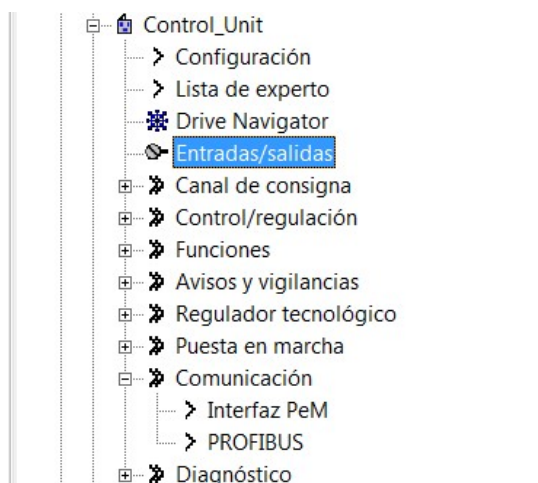 Control_Unit
Configuración
Lista de experto
Drive Navigator
Entradas/salidas
Canal de consigna
Control/regulación
Funciones
Avisos y vigilancias
Regulador tecnológico
Puesta en marcha
Comunicación
Interfaz PeM
PROFIBUS
Diagnóstico